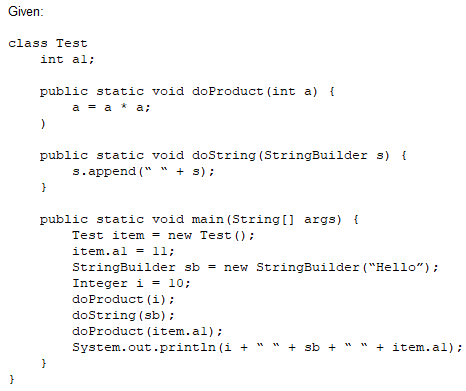 Given:
class Test
int a1;
public static void doProduct(int a) {
a = a * a;
)
public static void doString(StringBuilder s) {
s.append(“ “ + s);
}
public static void main(String[] args) {
Test item = new Test();
item.a1 = 11;
StringBuilder sb = new StringBuilder(“Hello”);
Integer i = 10;
doProduct(i);
doString(sb);
doProduct(item.a1);
System.out.println(i + “ “ + sb + “ “ + item.a1);
}
}